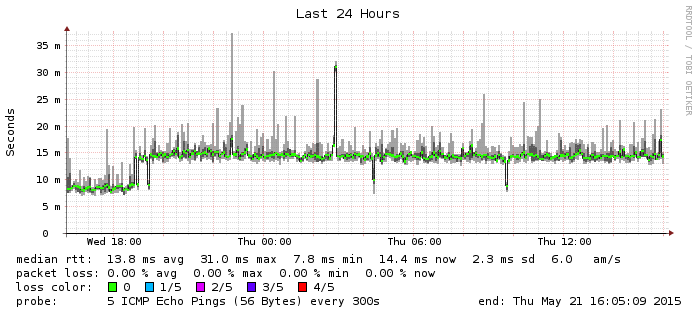 Last 24 Hours
RRDTOOL / TOBI OETIKER
Seconds
35 m
30 m
25 m
20 m
15 m
10 m
5 m
0
Wed 18:00 Thu 00:00 Thu 06:00 Thu 12:00
median rtt: 13.8 ms avg 31.0 ms max 7.8 ms min 14.4 ms now 2.3 ms sd 6.0 am/s
packet loss: 0.00 % avg 0.00 % max 0.00 % min 0.00 % now
loss color: 0 1/5 2/5 3/5 4/5
probe: 5 ICMP Echo Pings (56 Bytes) every 300s end: Thu May 21 16:05:09 2015